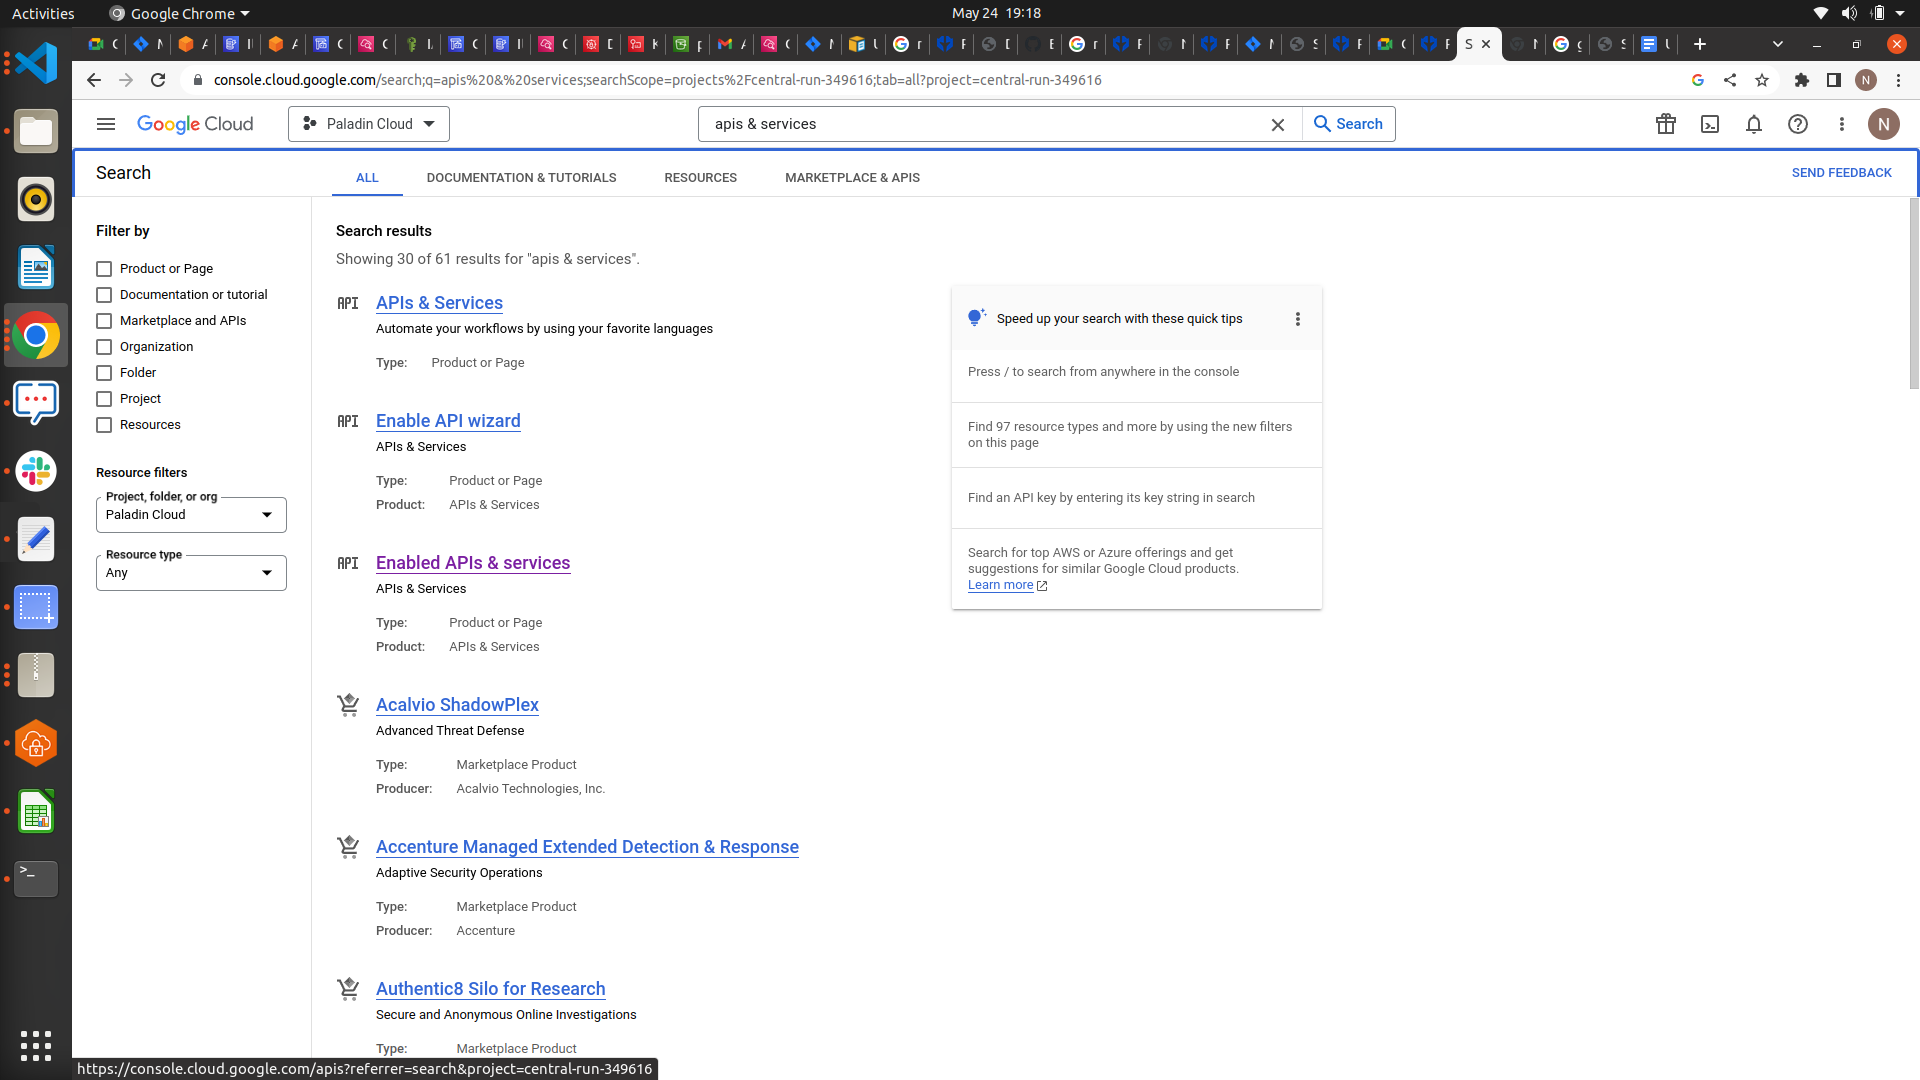 Activities
Google Chrome
May 24 19:18
S
console.cloud.google.com/search;q=apis%20&%20services;searchScope=projects%2Fcentral-run-349616;tab=all?project=central-run-349616
N
Google Cloud
Paladin Cloud
apis & services
Search
N
Search
ALL
DOCUMENTATION & TUTORIALS
RESOURCES
MARKETPLACE & APIS
SEND FEEDBACK
Filter by
Product or Page
Documentation or tutorial
Marketplace and APIs
Organization
Folder
Project
Resources
Resource filters
Project, folder, or org
Paladin Cloud
Resource type
Any
Search results
Showing 30 of 61 results for "apis & services".
API
APIs & Services
Automate your workflows by using your favorite languages
Type: Product or Page
API
Enable API wizard
APIs & Services
Type: Product or Page
Product: APIs & Services
API
Enabled APIs & services
APIs & Services
Type: Product or Page
Product: APIs & Services
Acalvio ShadowPlex
Advanced Threat Defense
Type: Marketplace Product
Producer: Acalvio Technologies, Inc.
Accenture Managed Extended Detection & Response
Adaptive Security Operations
Type: Marketplace Product
Producer: Accenture
Authentic8 Silo for Research
Secure and Anonymous Online Investigations
Type: Marketplace Product
Speed up your search with these quick tips
Press / to search from anywhere in the console
Find 97 resource types and more by using the new filters
on this page
Find an API key by entering its key string in search
Search for top AWS or Azure offerings and get
suggestions for similar Google Cloud products.
Learn more
https://console.cloud.google.com/apis?referrer=search&project=central-run-349616